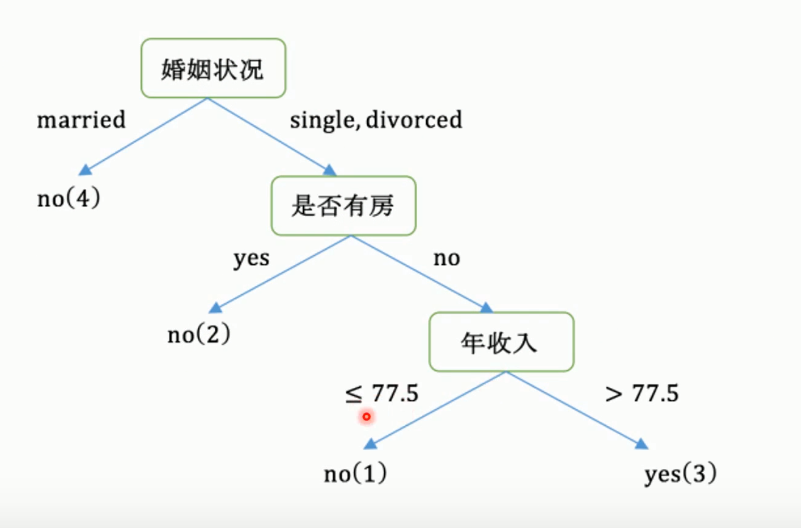 婚姻状况
married
single, divorced
no(4)
是否有房
yes
no
no(2)
年收入
≤ 77.5
> 77.5
no(1)
yes(3)